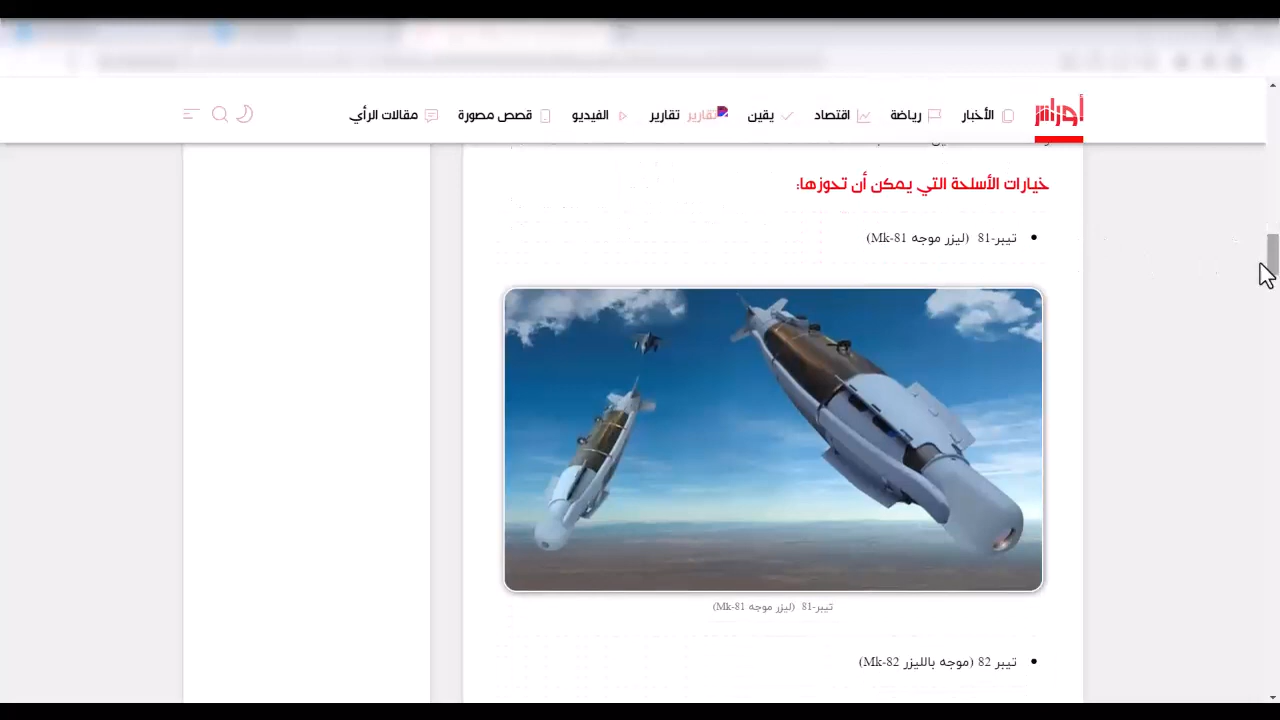 أوراس
الأخبار
رياضة
اقتصاد
يقين
تقارير تقارير
الفيديو
قصص مصورة
مقالات الرأي
خيارات الأسلحة التي يمكن أن تحوزها:
تيبر-81 (ليزر موجه Mk-81)
تيبر-81 (ليزر موجه Mk-81)
تيبر 82 (موجه بالليزر Mk-82)